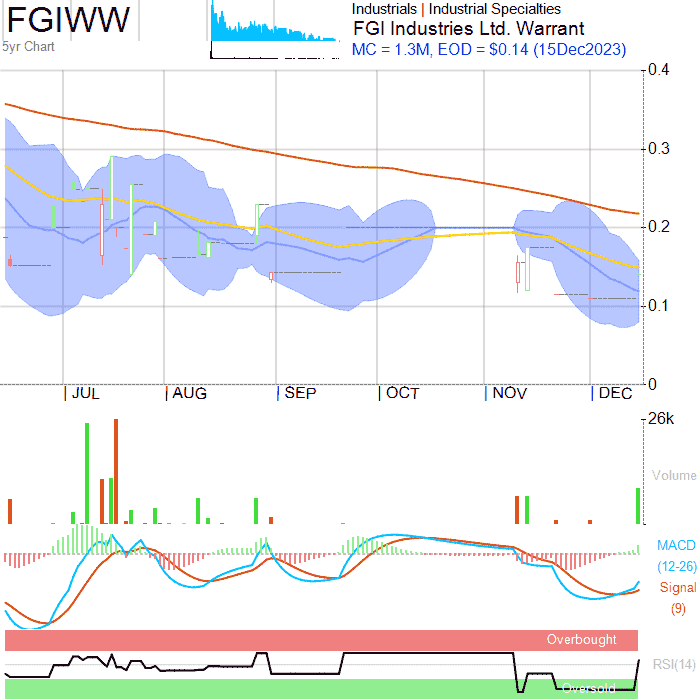 FGIWW
5yr Chart
Industrials | Industrial Specialties
FGI Industries Ltd. Warrant
MC = 1.3M, EOD = $0.14 (15Dec2023)
0.4
0.3
0.2
0.1
0
JUL AUG SEP OCT NOV DEC
26k
Volume
MACD
(12-26)
Signal
(9)
Overbought
RSI(14)
Oversold